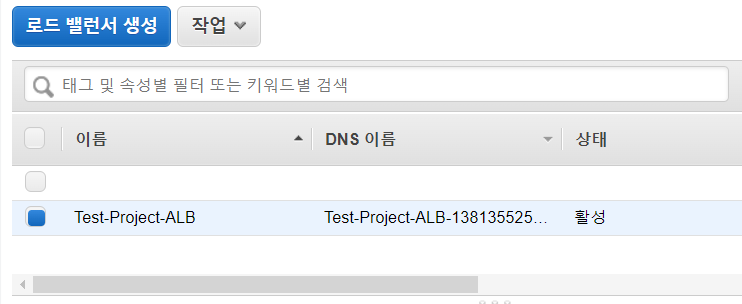 로드 밸런서 생성 작업
태그 및 속성별 필터 또는 키워드별 검색
이름 DNS 이름 상태
Test-Project-ALB Test-Project-ALB-138135525... 활성